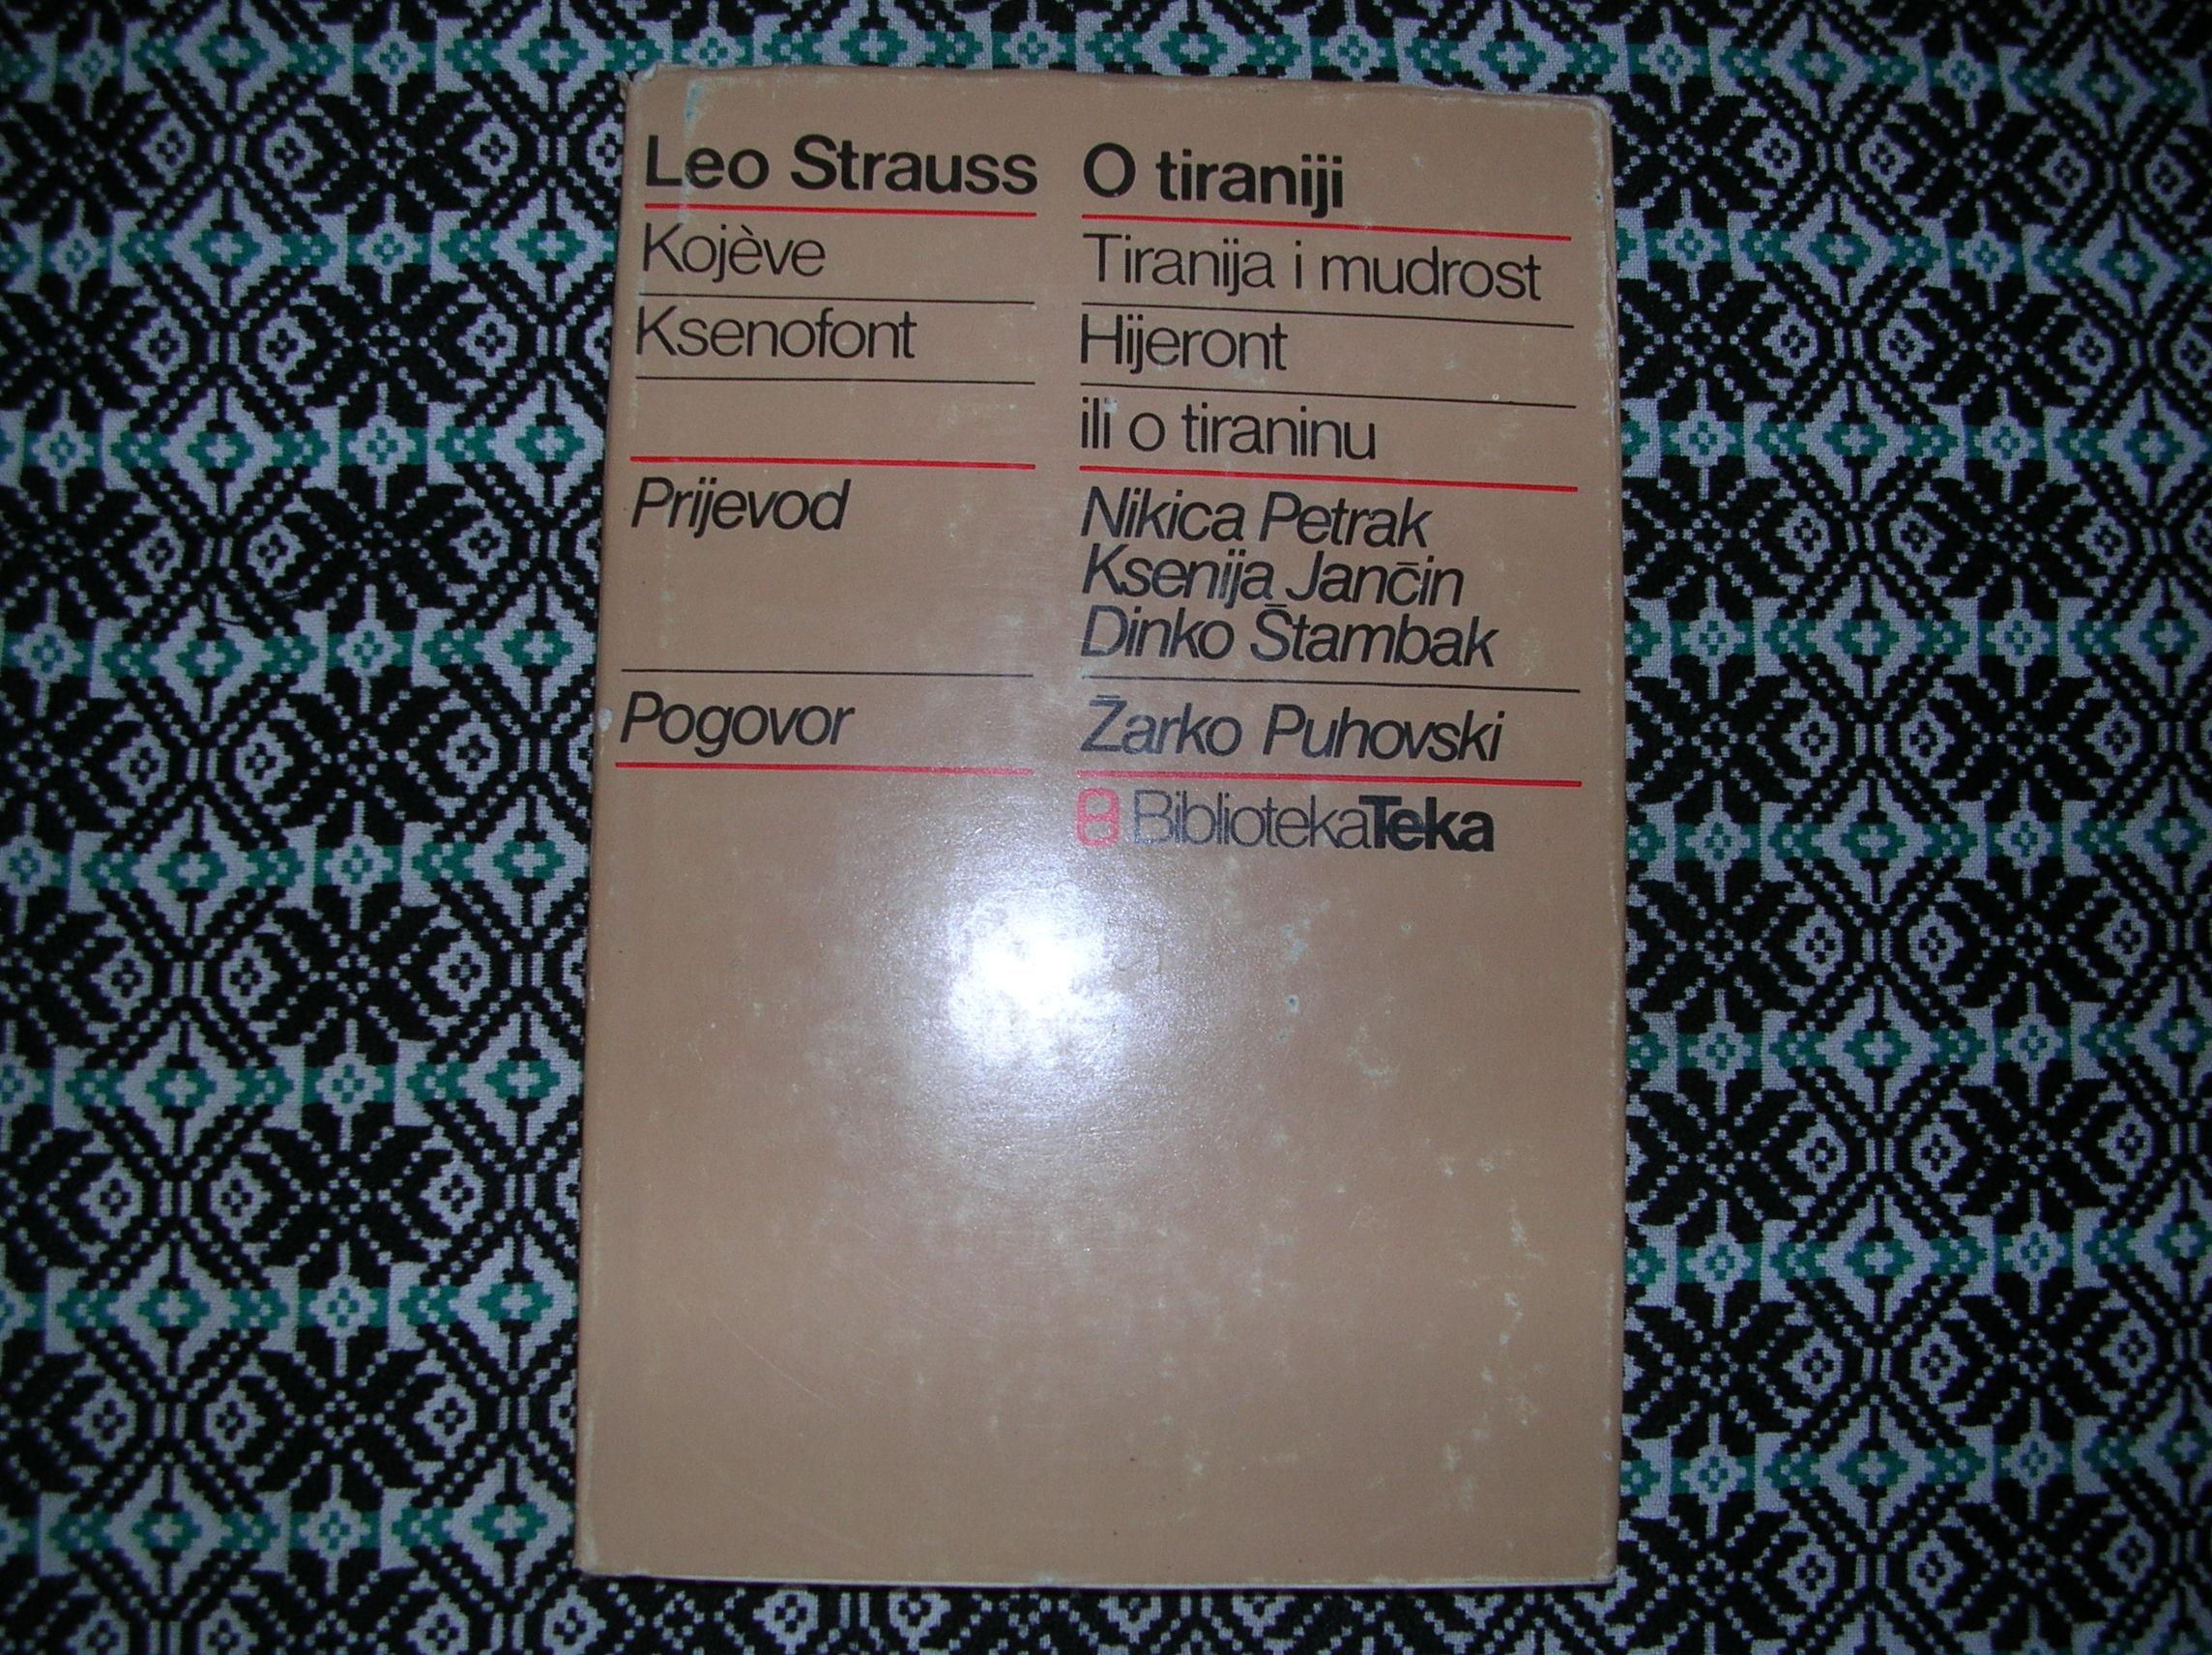 Leo Strauss O tiraniji
Kojève Tiranija i mudrost
Ksenofont Hijeront
ili o tiraninu
Prijevod Nikica Petrak
Ksenija Jančin
Dinko Štambak
Pogovor Žarko Puhovski
BibliotekaTeka